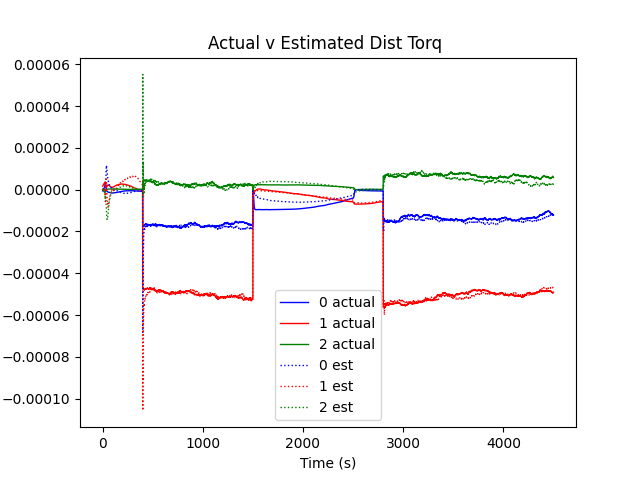 Actual v Estimated Dist Torq
0.00006
0.00004
0.00002
0.00000
−0.00002
−0.00004
−0.00006
−0.00008
−0.00010
0 actual
1 actual
2 actual
0 est
1 est
2 est
0 1000 2000 3000 4000
Time (s)